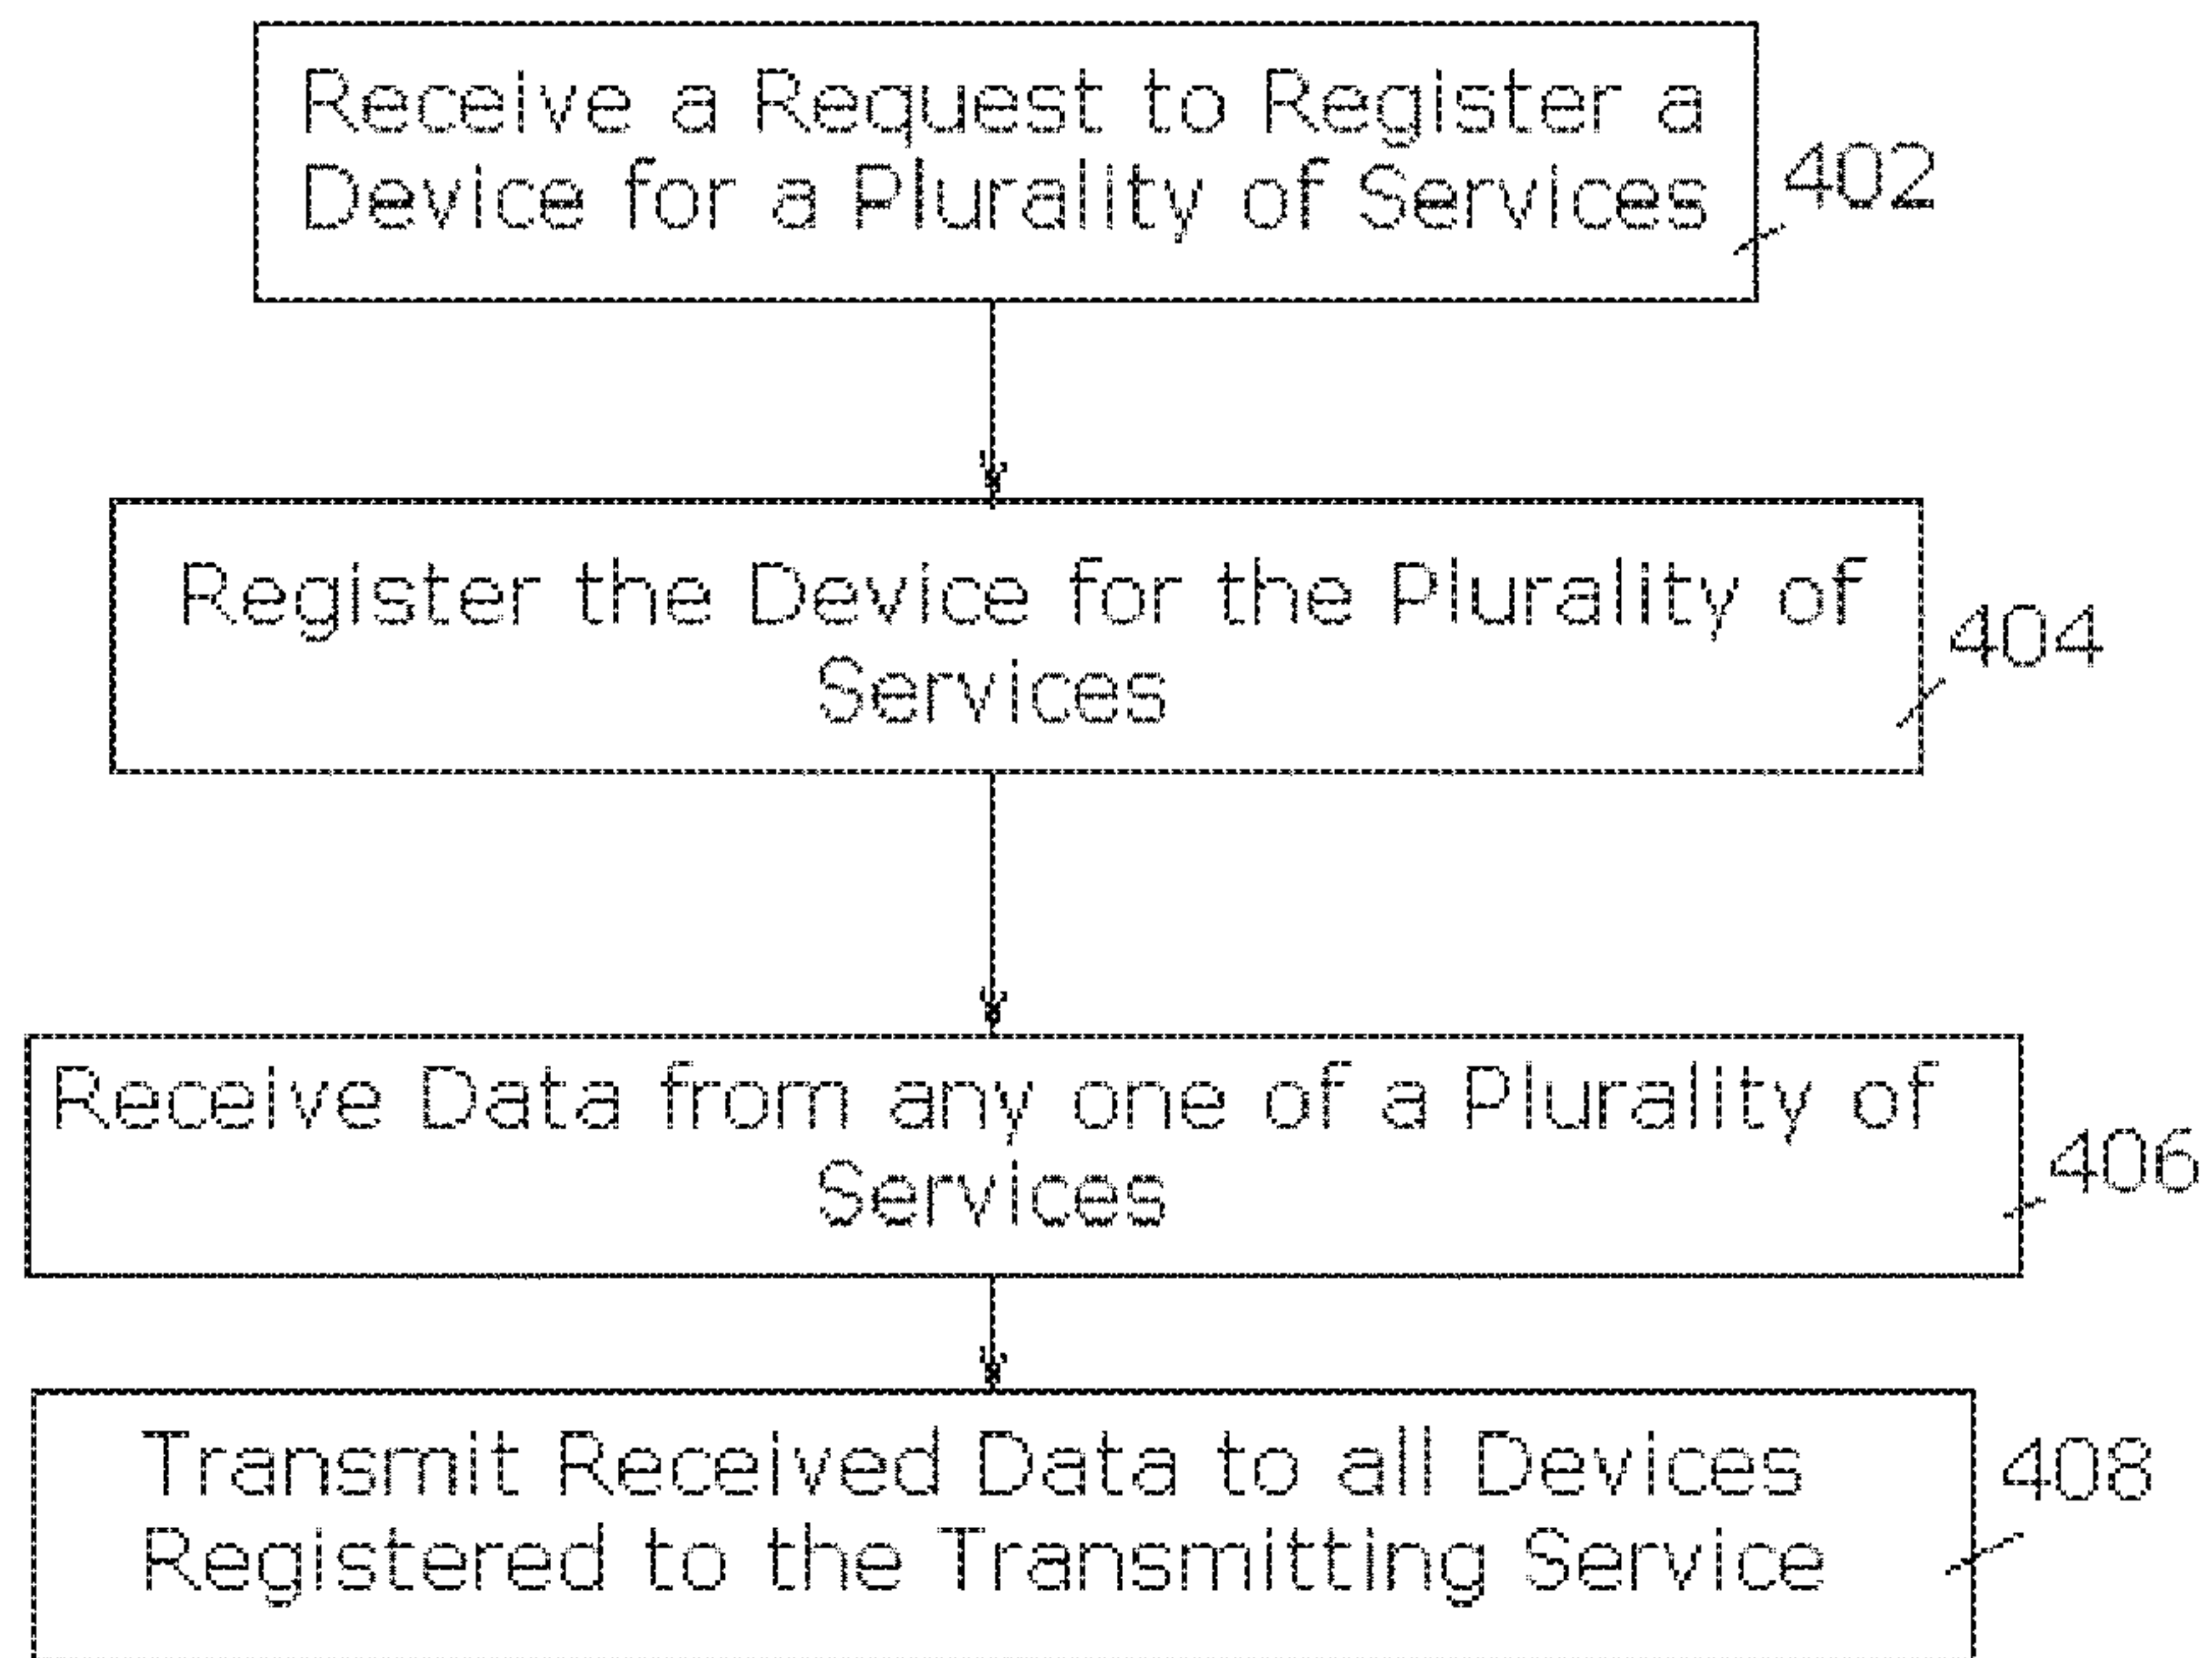 Receive a Request to Register a
Device for a Plurality of Services
402
Register the Device for the Plurality of
Services
404
Receive Data from any one of a Plurality of
Services
406
Transmit Received Data to all Devices
Registered to the Transmitting Service
408